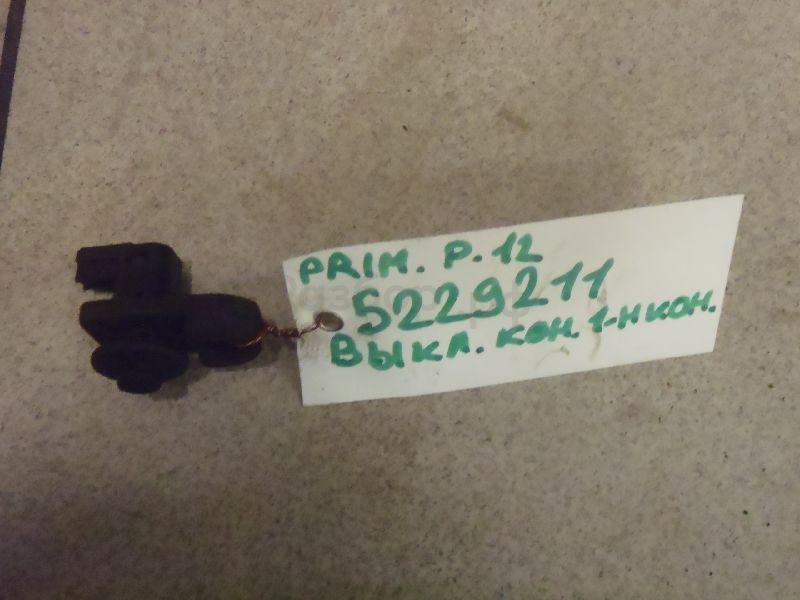 PRIM. P. 12
5229211
ВЫКЛ. КОН. 1-Н КОН.